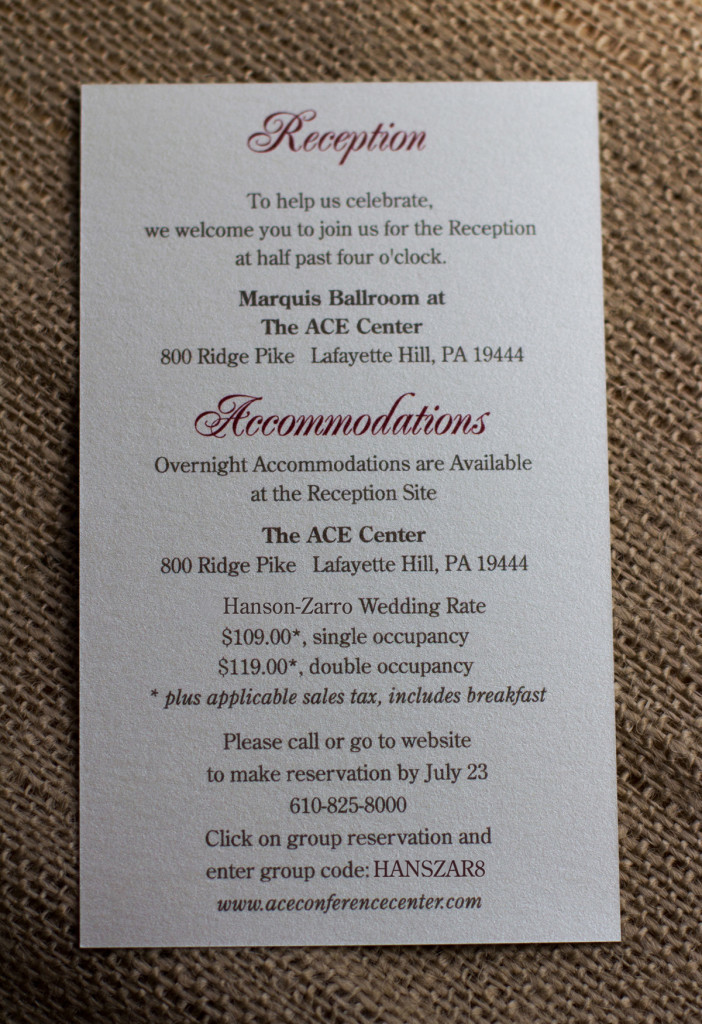 Reception
To help us celebrate,
we welcome you to join us for the Reception
at half past four o'clock.
Marquis Ballroom at
The ACE Center
800 Ridge Pike Lafayette Hill, PA 19444
Accommodations
Overnight Accommodations are Available
at the Reception Site
The ACE Center
800 Ridge Pike Lafayette Hill, PA 19444
Hanson-Zarro Wedding Rate
$109.00*, single occupancy
$119.00*, double occupancy
* plus applicable sales tax, includes breakfast
Please call or go to website
to make reservation by July 23
610-825-8000
Click on group reservation and
enter group code: HANSZAR8
www.aceconferencecenter.com